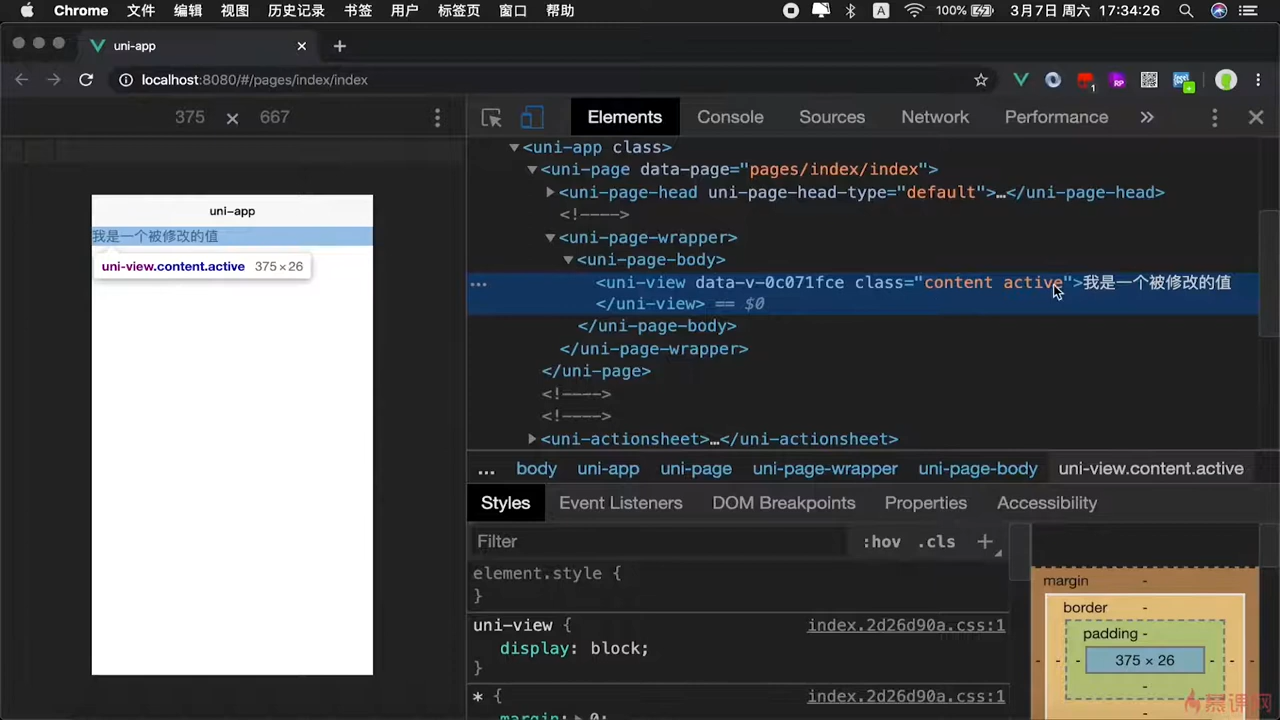 Chrome 文件 编辑 视图 历史记录 书签 用户 标签页 窗口 帮助 A 100% 3月7日 周六 17:34:26
uni-app
localhost:8080/#/pages/index/index
1
375 × 667
Elements Console Sources Network Performance
<uni-app class>
<uni-page data-page="pages/index/index">
<uni-page-head uni-page-head-type="default">…</uni-page-head>
<!---->
<uni-page-wrapper>
<uni-page-body>
<uni-view data-v-0c071fce class="content active">我是一个被修改的值
</uni-view> == $0
</uni-page-body>
</uni-page-wrapper>
</uni-page>
<!---->
<!---->
<uni-actionsheet>…</uni-actionsheet>
uni-app
我是一个被修改的值
uni-view.content.active 375 × 26
... body uni-app uni-page uni-page-wrapper uni-page-body uni-view.content.active
Styles Event Listeners DOM Breakpoints Properties Accessibility
Filter :hov .cls +
element.style {
}
uni-view { index.2d26d90a.css:1
display: block;
}
* { index.2d26d90a.css:1
margin: 0;
margin -
border -
padding -
- - - 375 × 26 - - -
-
-
慕课网